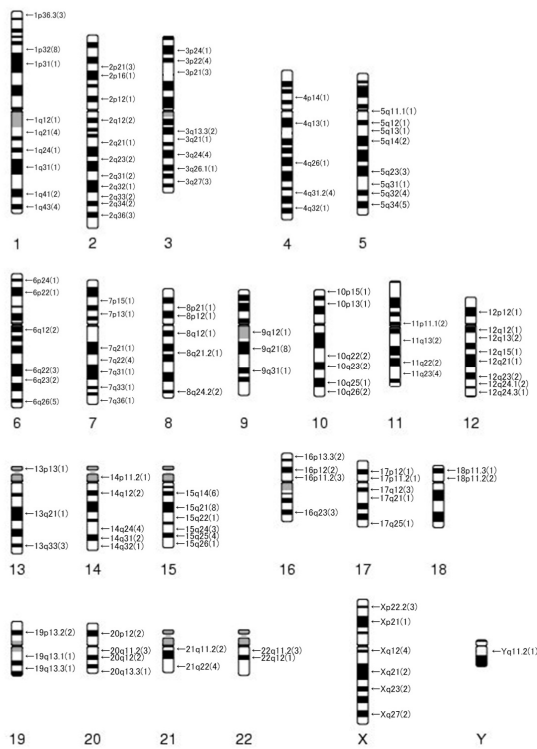 ←1p36.3(3)
←1p32(8)
←1p31(1)
←1q12(1)
←1q21(4)
←1q24(1)
←1q31(1)
←1q41(2)
←1q43(4)
1
←2p21(3)
←2p16(1)
←2p12(1)
←2q12(2)
←2q21(1)
←2q23(2)
←2q31(2)
←2q32(1)
←2q33(2)
←2q34(2)
←2q36(3)
2
←3p24(1)
←3p22(4)
←3p21(3)
←3q13.3(2)
←3q21(1)
←3q24(4)
←3q26.1(1)
←3q27(3)
3
←4p14(1)
←4q13(1)
←4q26(1)
←4q31.2(4)
←4q32(1)
4
←5q11.1(1)
←5q12(1)
←5q13(1)
←5q14(2)
←5q23(3)
←5q31(1)
←5q32(4)
←5q34(5)
5
←6p24(1)
←6p22(1)
←6q12(2)
←6q22(3)
←6q23(2)
←6q26(5)
6
←7p15(1)
←7p13(1)
←7q21(1)
←7q22(4)
←7q31(1)
←7q33(1)
←7q36(1)
7
←8p21(1)
←8p12(1)
←8q12(1)
←8q21.2(1)
←8q24.2(2)
8
←9q12(1)
←9q21(8)
←9q31(1)
9
←10p15(1)
←10p13(1)
←10q22(2)
←10q23(2)
←10q25(1)
←10q26(2)
10
←11p11.1(2)
←11q13(2)
←11q22(2)
←11q23(4)
11
←12p12(1)
←12q12(1)
←12q13(2)
←12q15(1)
←12q21(1)
←12q23(2)
←12q24.1(2)
←12q24.3(1)
12
←13p13(1)
←13q21(1)
←13q33(3)
13
←14p11.2(1)
←14q12(2)
←14q24(4)
←14q31(2)
←14q32(1)
14
←15q14(6)
←15q21(8)
←15q22(1)
←15q24(3)
←15q25(4)
←15q26(1)
15
←16p13.3(2)
←16p12(2)
←16p11.2(3)
←16q23(3)
16
←17p12(1)
←17p11.2(1)
←17q12(3)
←17q21(1)
←17q25(1)
17
←18p11.3(1)
←18p11.2(2)
18
←19p13.2(2)
←19q13.1(1)
←19q13.3(1)
19
←20p12(2)
←20q11.2(3)
←20q12(2)
←20q13.3(1)
20
←21q11.2(2)
←21q22(4)
21
←22q11.2(3)
←22q12(1)
22
←Xp22.2(3)
←Xp21(1)
←Xq12(4)
←Xq21(2)
←Xq23(2)
←Xq27(2)
X
←Yq11.2(1)
Y